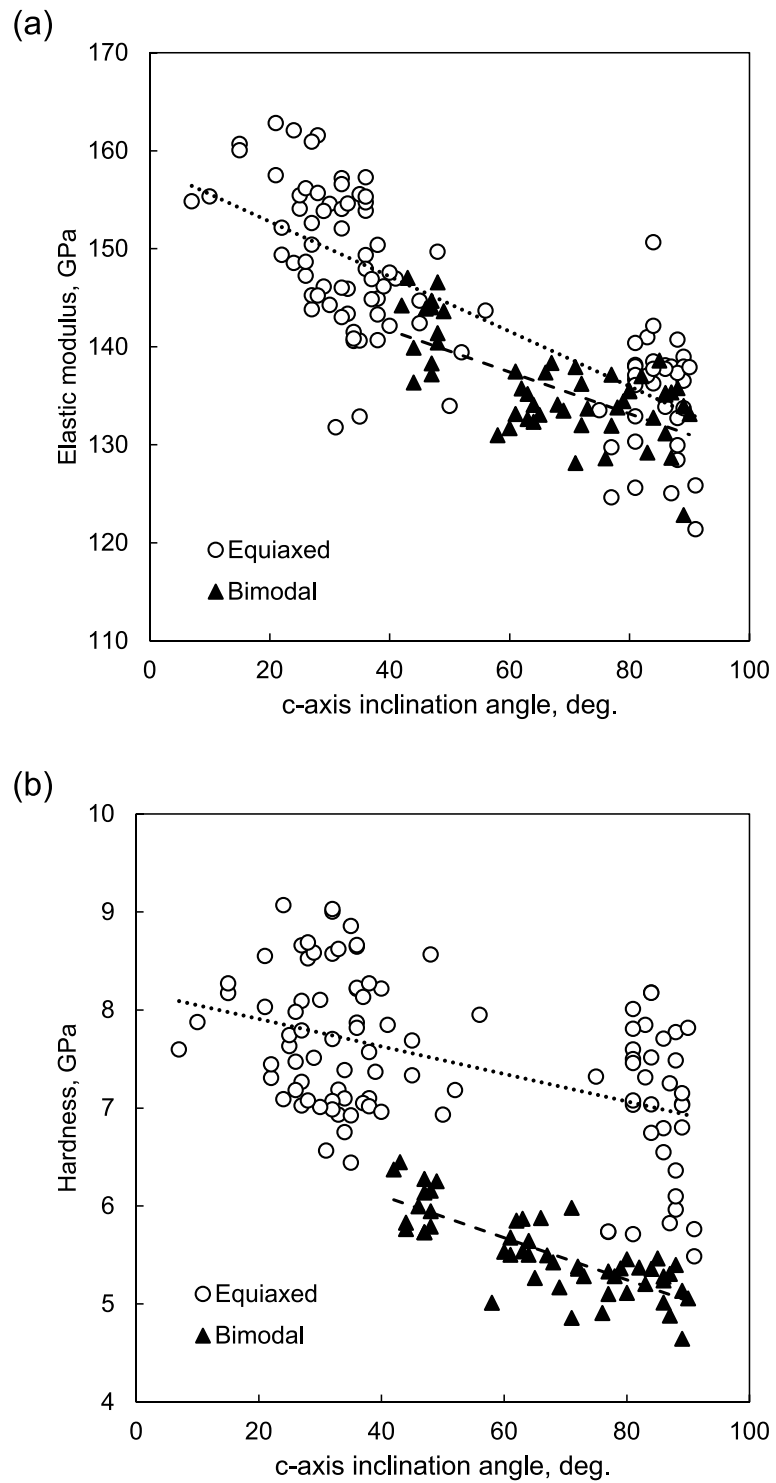 (a)
170
160
150
140
130
120
110
Elastic modulus, GPa
Equiaxed
Bimodal
0 20 40 60 80 100
c-axis inclination angle, deg.
(b)
10
9
8
7
6
5
4
Hardness, GPa
Equiaxed
Bimodal
0 20 40 60 80 100
c-axis inclination angle, deg.